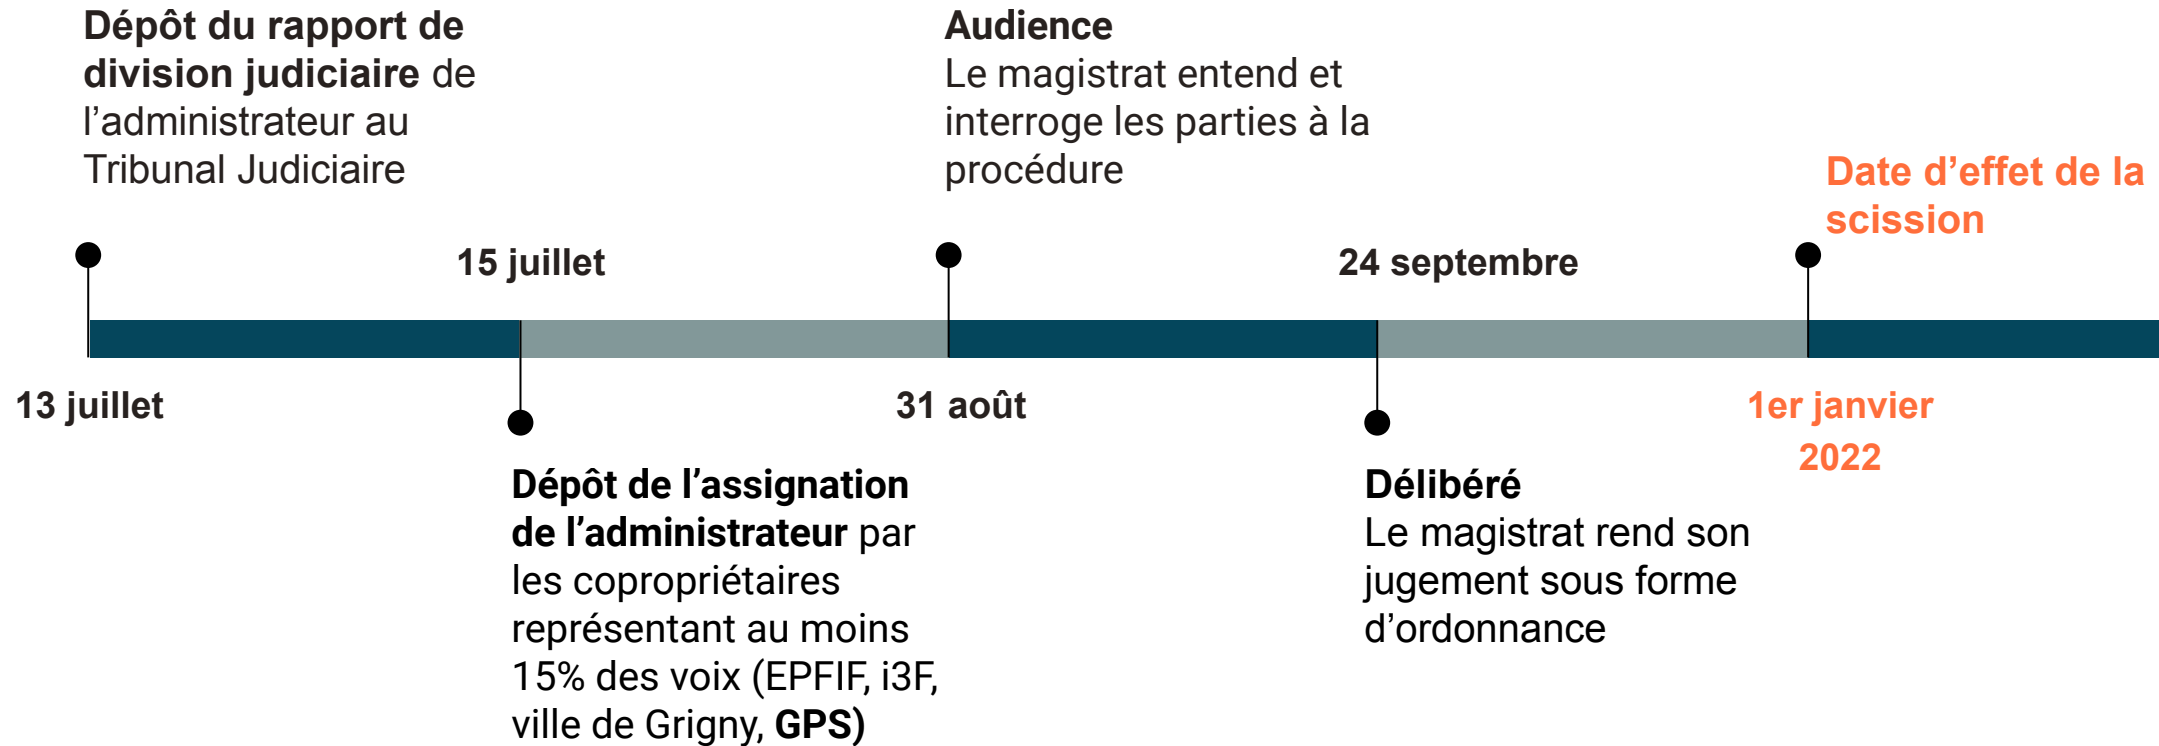 Dépôt du rapport de
division judiciaire de
l’administrateur au
Tribunal Judiciaire
13 juillet
15 juillet
Dépôt de l’assignation
de l’administrateur par
les copropriétaires
représentant au moins
15% des voix (EPFIF, i3F,
ville de Grigny, GPS)
Audience
Le magistrat entend et
interroge les parties à la
procédure
31 août
24 septembre
Délibéré
Le magistrat rend son
jugement sous forme
d’ordonnance
Date d’effet de la
scission
1er janvier
2022